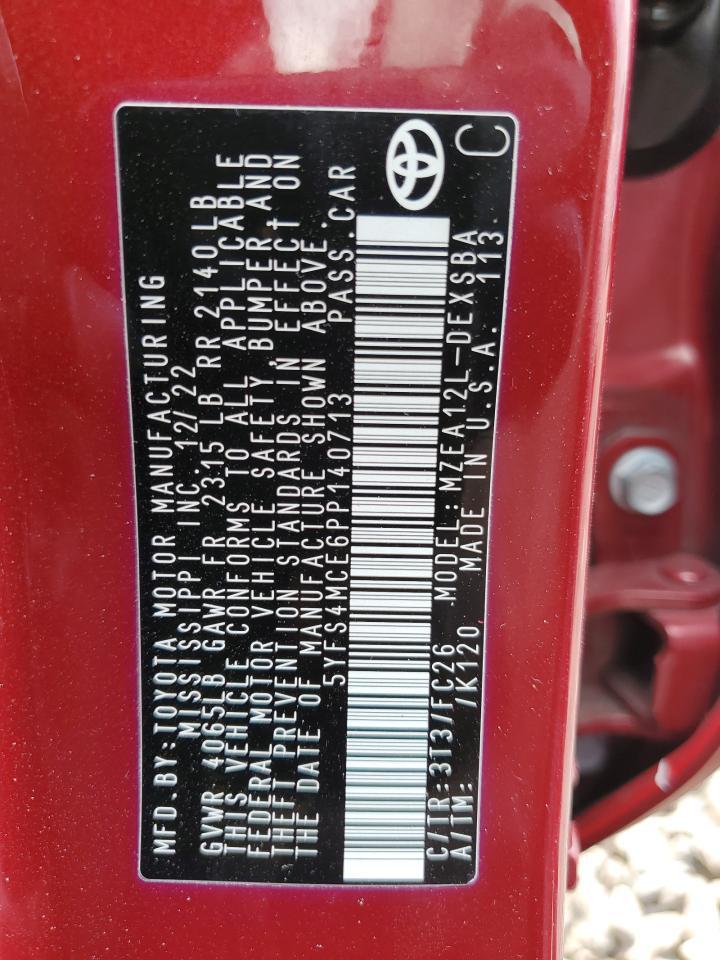 MFD.BY:TOYOTA MOTOR MANUFACTURING
MISSISSIPPI INC. 12/22
GVWR 4065LB GAWR FR 2315 LB RR 2140LB
THIS VEHICLE CONFORMS TO ALL APPLICABLE
FEDERAL MOTOR VEHICLE SAFETY, BUMPER AND
THEFT PREVENTION STANDARDS IN EFFECT ON
THE DATE OF MANUFACTURE SHOWN ABOVE.
5YFS4MCE6PP140713 PASS.CAR
C/TR:3T3/FC26 MODEL:MZEA12L-DEXSBA
A/TM: /K120 MADE IN U.S.A. 113
C